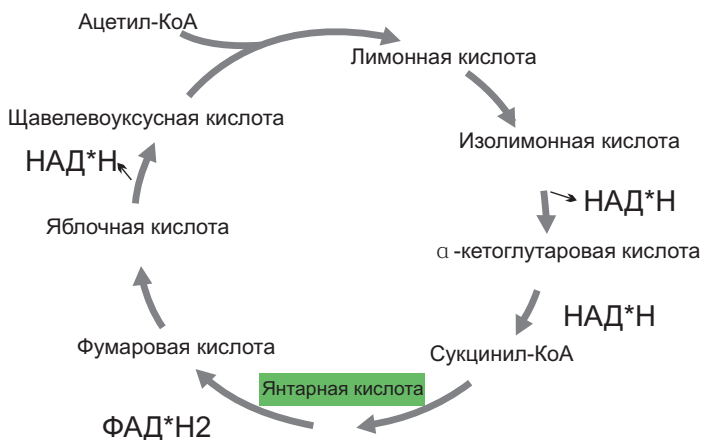 Ацетил-КоА
Лимонная кислота
Щавелевоуксусная кислота
Изолимонная кислота
НАД*Н
НАД*Н
Яблочная кислота
α-кетоглутаровая кислота
НАД*Н
Фумаровая кислота
Сукцинил-КоА
Янтарная кислота
ФАД*Н2